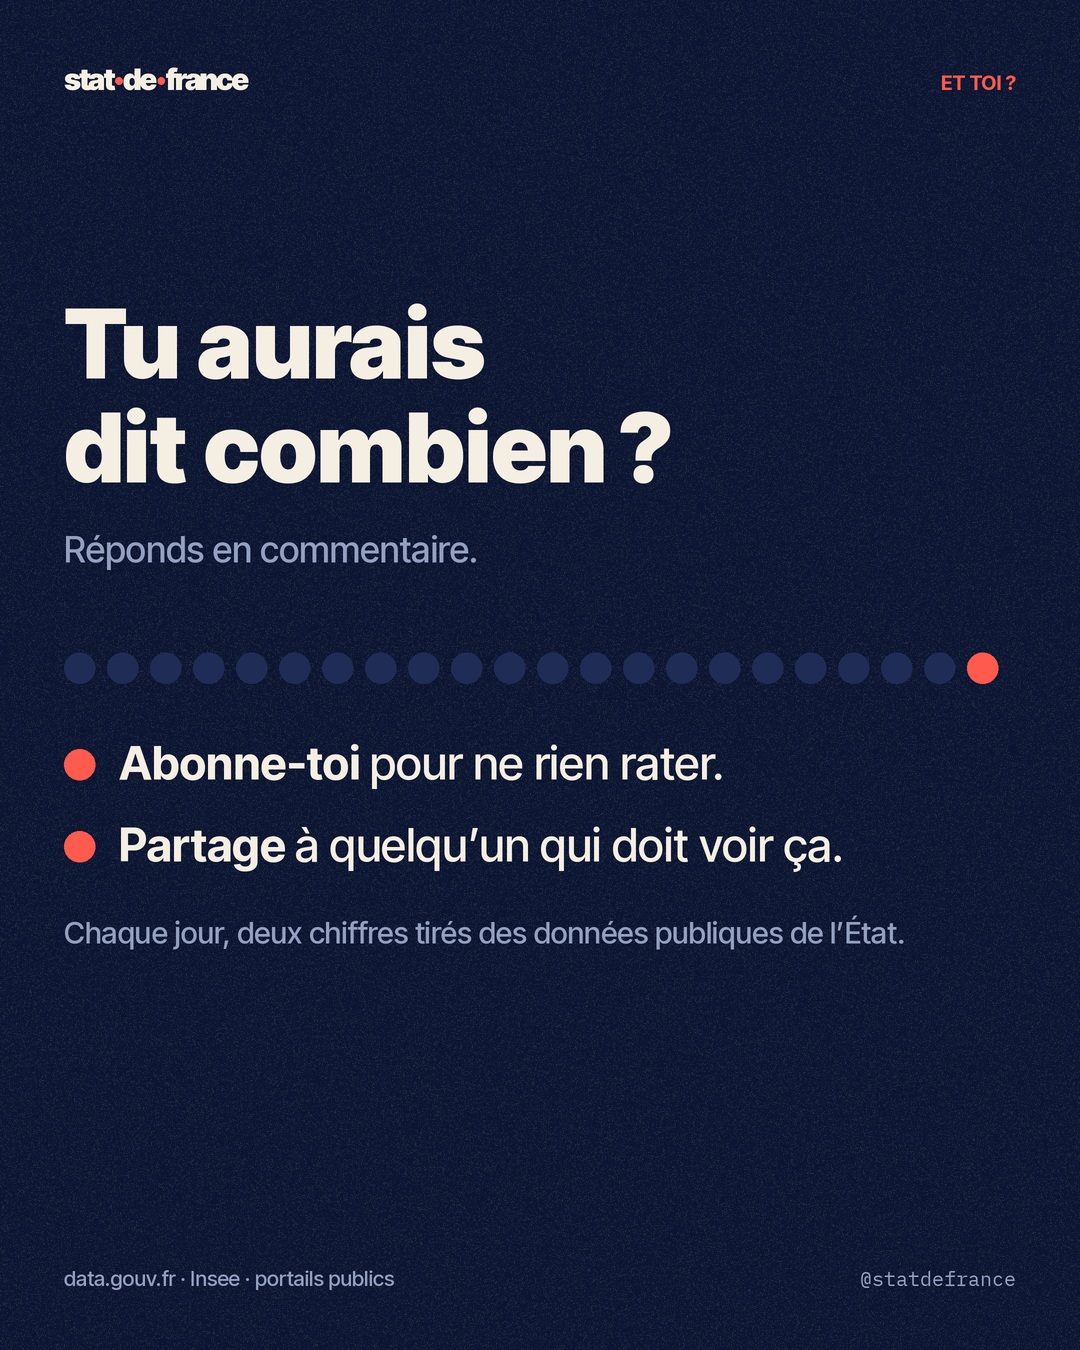 stat•de•france
ET TOI ?
Tu aurais
dit combien ?
Réponds en commentaire.
Abonne-toi pour ne rien rater.
Partage à quelqu’un qui doit voir ça.
Chaque jour, deux chiffres tirés des données publiques de l’État.
data.gouv.fr · Insee · portails publics
@statdefrance